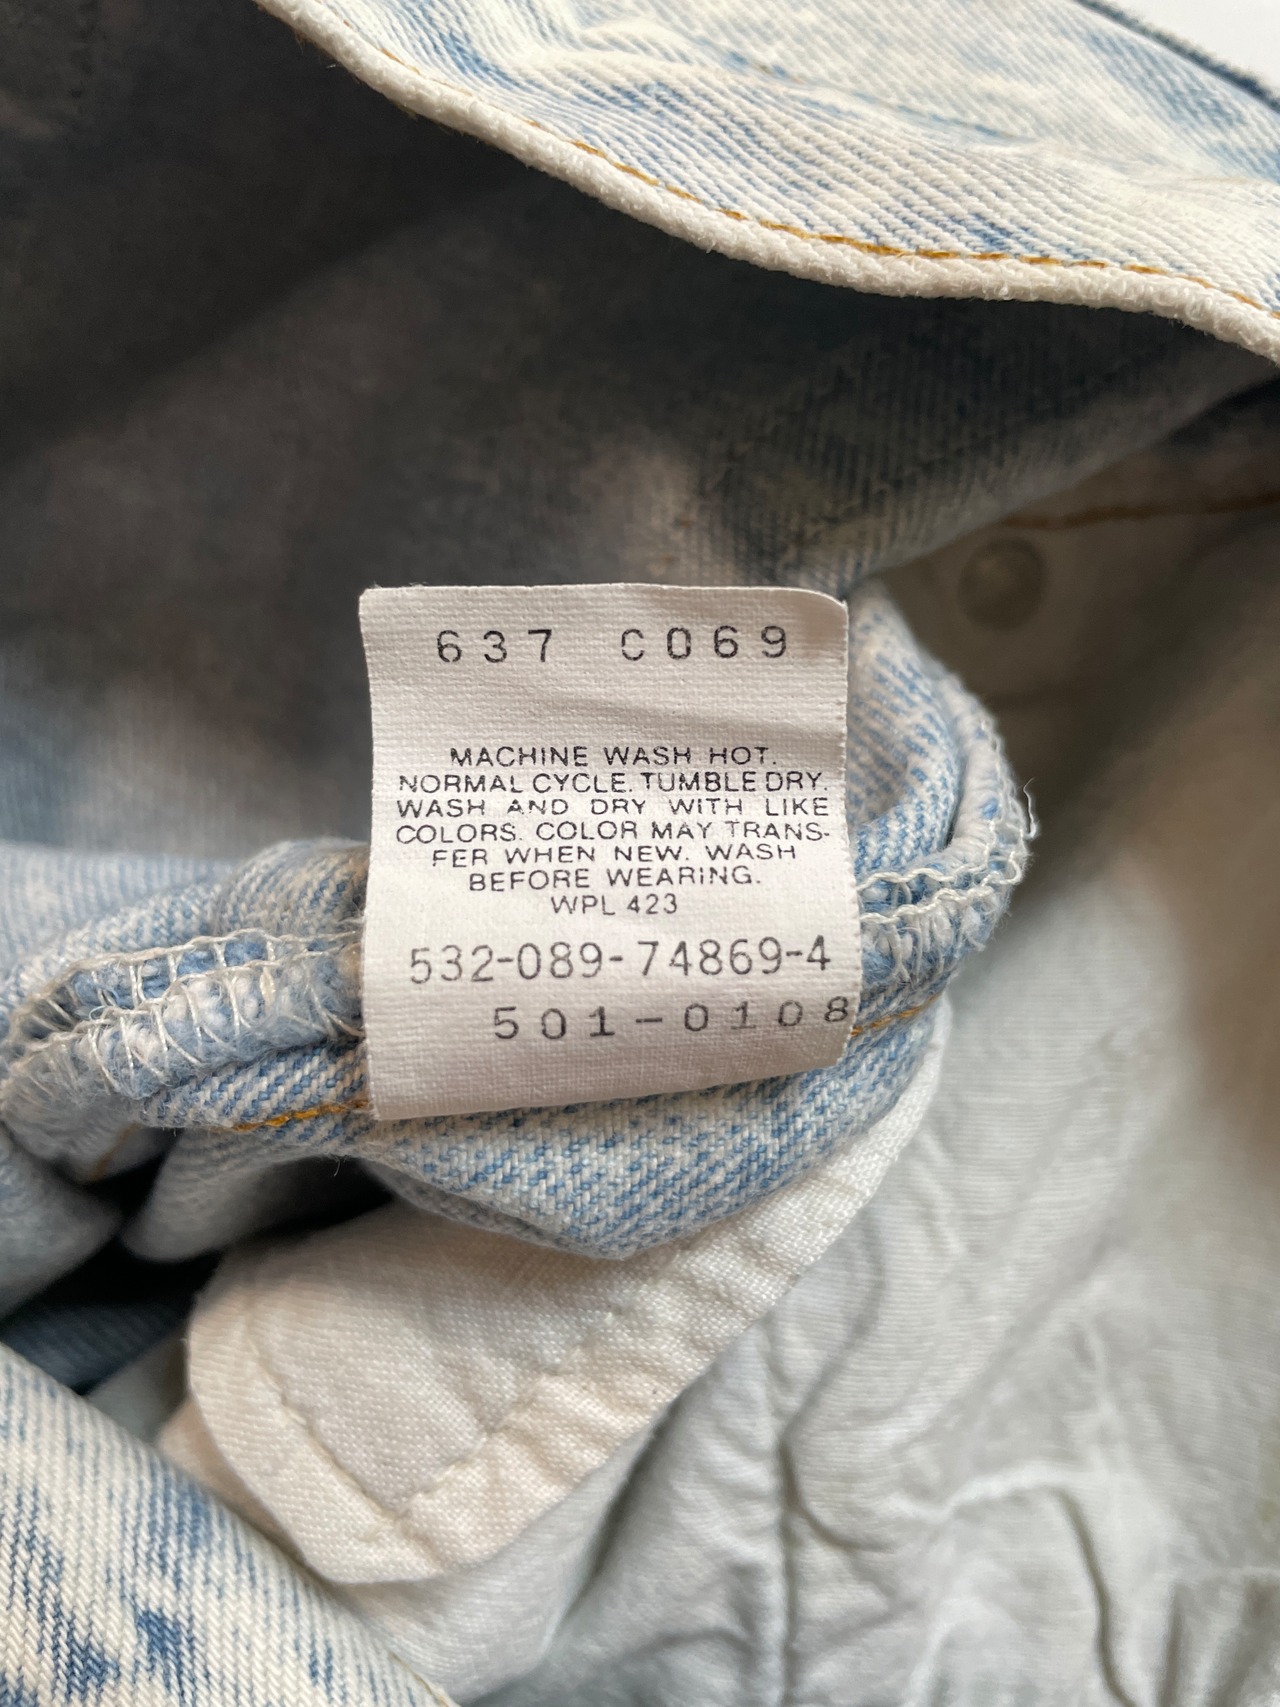 637 C069
MACHINE WASH HOT.
NORMAL CYCLE. TUMBLE DRY.
WASH AND DRY WITH LIKE
COLORS. COLOR MAY TRANS-
FER WHEN NEW. WASH
BEFORE WEARING.
WPL 423
532-089-74869-4
501-0108